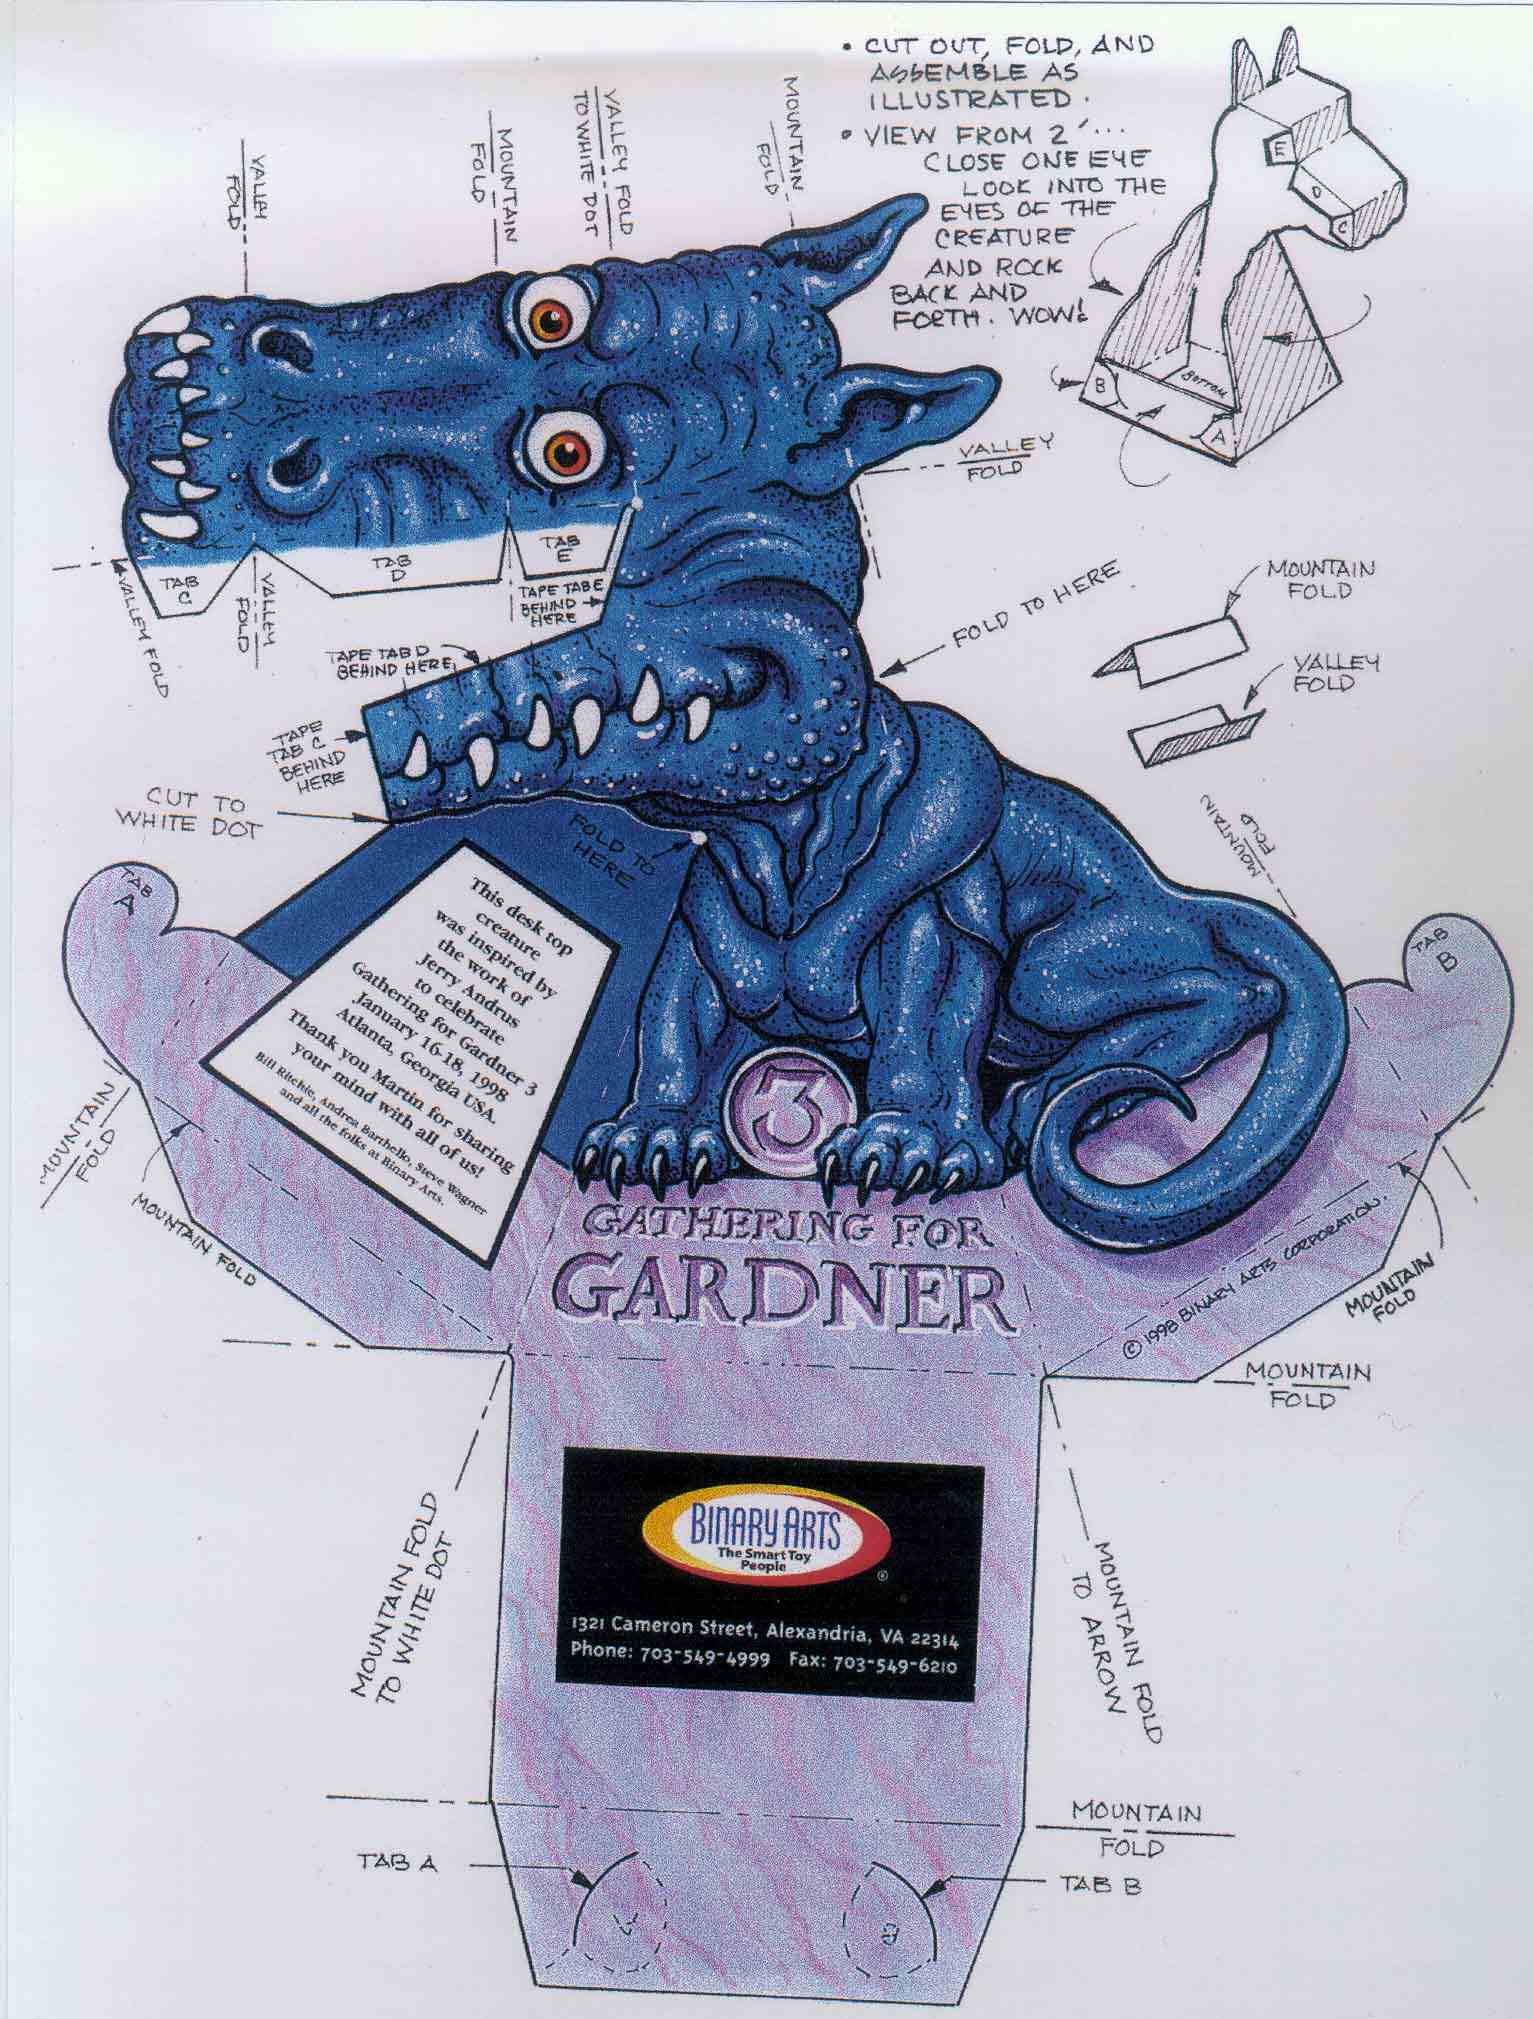 • CUT OUT, FOLD, AND
ASSEMBLE AS
ILLUSTRATED.
• VIEW FROM 2'...
CLOSE ONE EYE
LOOK INTO THE
EYES OF THE
CREATURE
AND ROCK
BACK AND
FORTH. WOW!
E
D
C
B
BOTTOM
A
VALLEY
FOLD
MOUNTAIN
FOLD
VALLEY FOLD
TO WHITE DOT
MOUNTAIN
FOLD
VALLEY
FOLD
TAB
C
TAB
D
TAB
E
VALLEY FOLD
VALLEY
FOLD
TAPE TAB E
BEHIND
HERE
TAPE TAB D
BEHIND HERE
TAPE
TAB C
BEHIND
HERE
FOLD TO HERE
MOUNTAIN
FOLD
VALLEY
FOLD
CUT TO
WHITE DOT
FOLD TO
HERE
MOUNTAIN
FOLD
TAB
A
TAB
B
This desk top
creature
was inspired by
the work of
Jerry Andrus
to celebrate
Gathering for Gardner 3
January 16-18, 1998
Atlanta, Georgia USA.
Thank you Martin for sharing
your mind with all of us!
Bill Ritchie, Andrea Barthello, Steve Wagner
and all the folks at Binary Arts.
3
GATHERING FOR
GARDNER
MOUNTAIN
FOLD
MOUNTAIN FOLD
© 1998 BINARY ARTS CORPORATION.
MOUNTAIN
FOLD
MOUNTAIN
FOLD
BINARY ARTS
The Smart Toy
People
®
1321 Cameron Street, Alexandria, VA 22314
Phone: 703-549-4999 Fax: 703-549-6210
MOUNTAIN FOLD
TO WHITE DOT
MOUNTAIN FOLD
TO ARROW
MOUNTAIN
FOLD
TAB A
TAB B
A
B